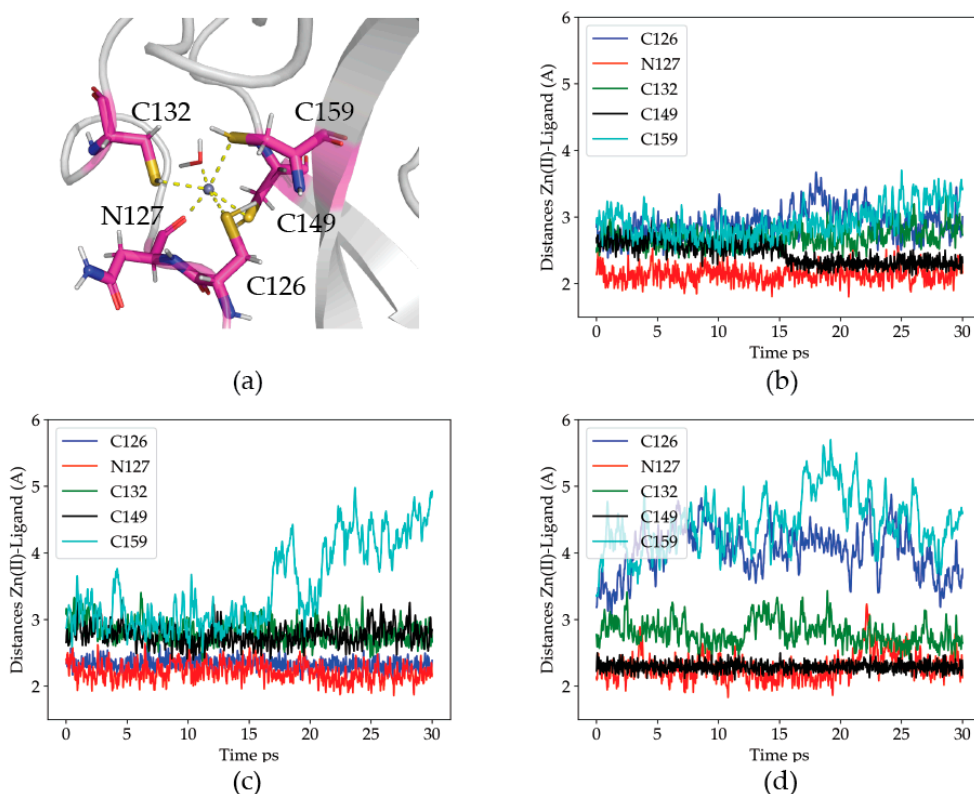 C132
C159
N127
C149
C126
(a)
Distances Zn(II)-Ligand (A)
6
5
4
3
2
C126
N127
C132
C149
C159
0 5 10 15 20 25 30
Time ps
(b)
Distances Zn(II)-Ligand (A)
6
5
4
3
2
C126
N127
C132
C149
C159
0 5 10 15 20 25 30
Time ps
(c)
Distances Zn(II)-Ligand (A)
6
5
4
3
2
C126
N127
C132
C149
C159
0 5 10 15 20 25 30
Time ps
(d)